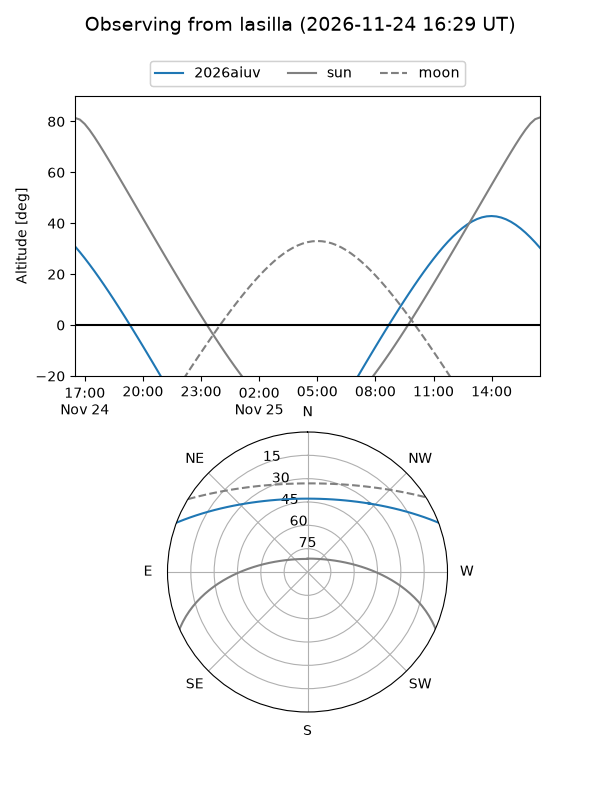 Observing from lasilla (2026-11-24 16:29 UT)
2026aiuv sun moon
Altitude [deg]
80
60
40
20
0
−20
17:00 20:00 23:00 02:00 05:00 08:00 11:00 14:00
Nov 24 Nov 25
N
NE NW
15
30
45
60
75
E W
SE SW
S